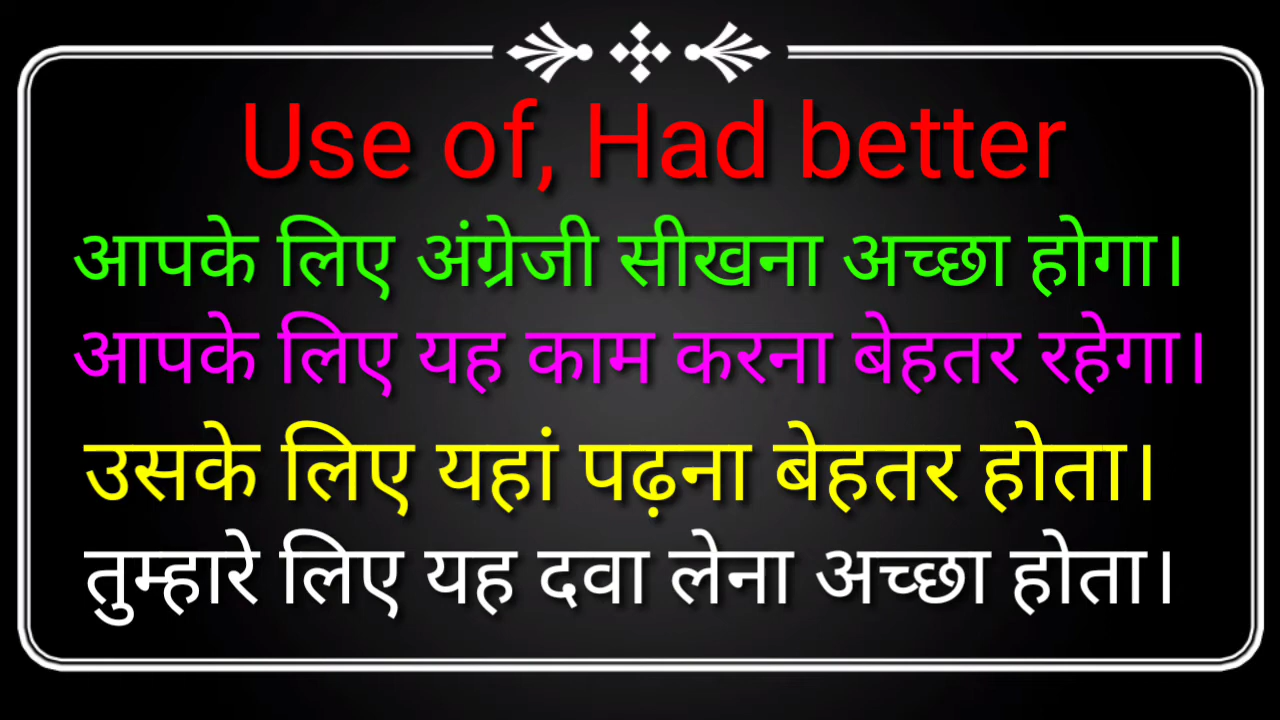 Use of, Had better
आपके लिए अंग्रेजी सीखना अच्छा होगा।
आपके लिए यह काम करना बेहतर रहेगा।
उसके लिए यहां पढ़ना बेहतर होता।
तुम्हारे लिए यह दवा लेना अच्छा होता।